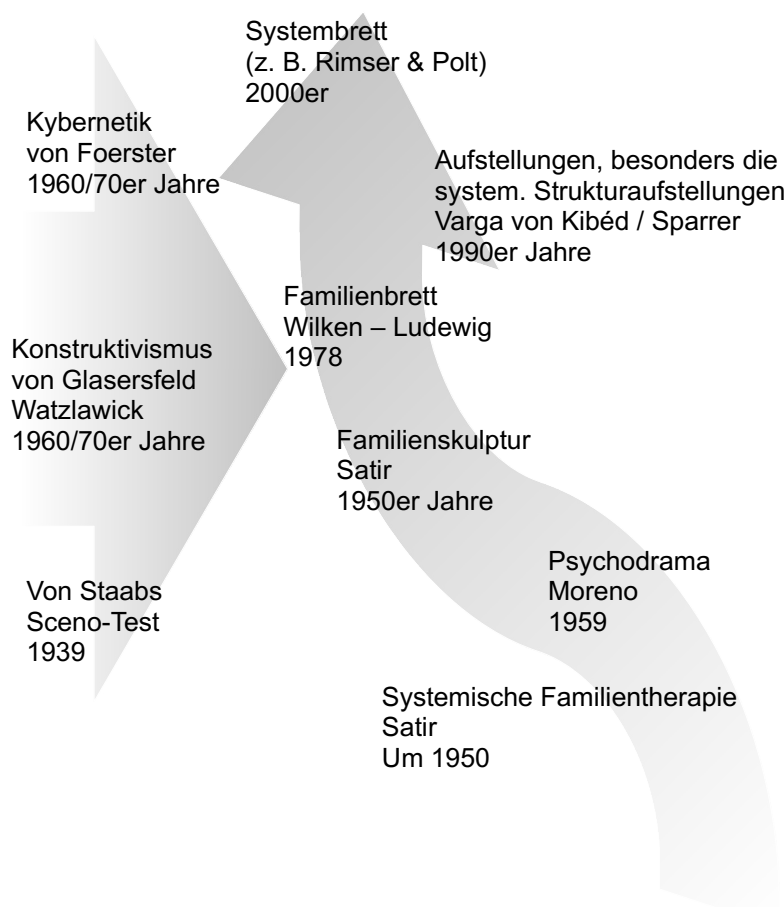 Systembrett
(z. B. Rimser & Polt)
2000er
Kybernetik
von Foerster
1960/70er Jahre
Aufstellungen, besonders die
system. Strukturaufstellungen
Varga von Kibéd / Sparrer
1990er Jahre
Familienbrett
Wilken – Ludewig
1978
Konstruktivismus
von Glasersfeld
Watzlawick
1960/70er Jahre
Familienskulptur
Satir
1950er Jahre
Psychodrama
Moreno
1959
Von Staabs
Sceno-Test
1939
Systemische Familientherapie
Satir
Um 1950